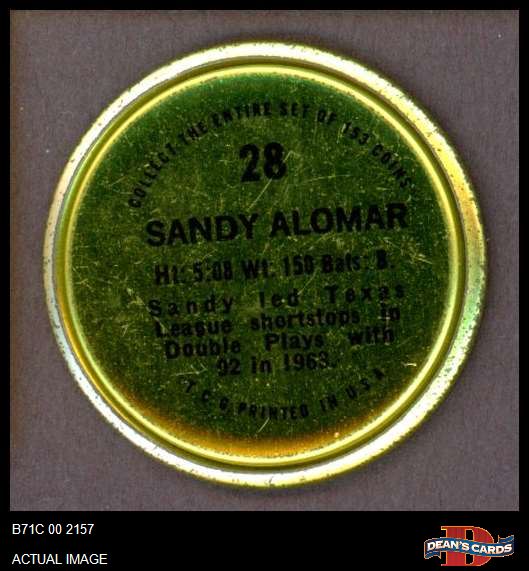 COLLECT THE ENTIRE SET OF 153 COINS
28
SANDY ALOMAR
Ht: 5:08 Wt: 150 Bats: B.
Sandy led Texas
League shortstops in
Double Plays with
92 in 1963.
T.C.G. PRINTED IN U.S.A.
B71C 00 2157
ACTUAL IMAGE
B
DEAN'S CARDS